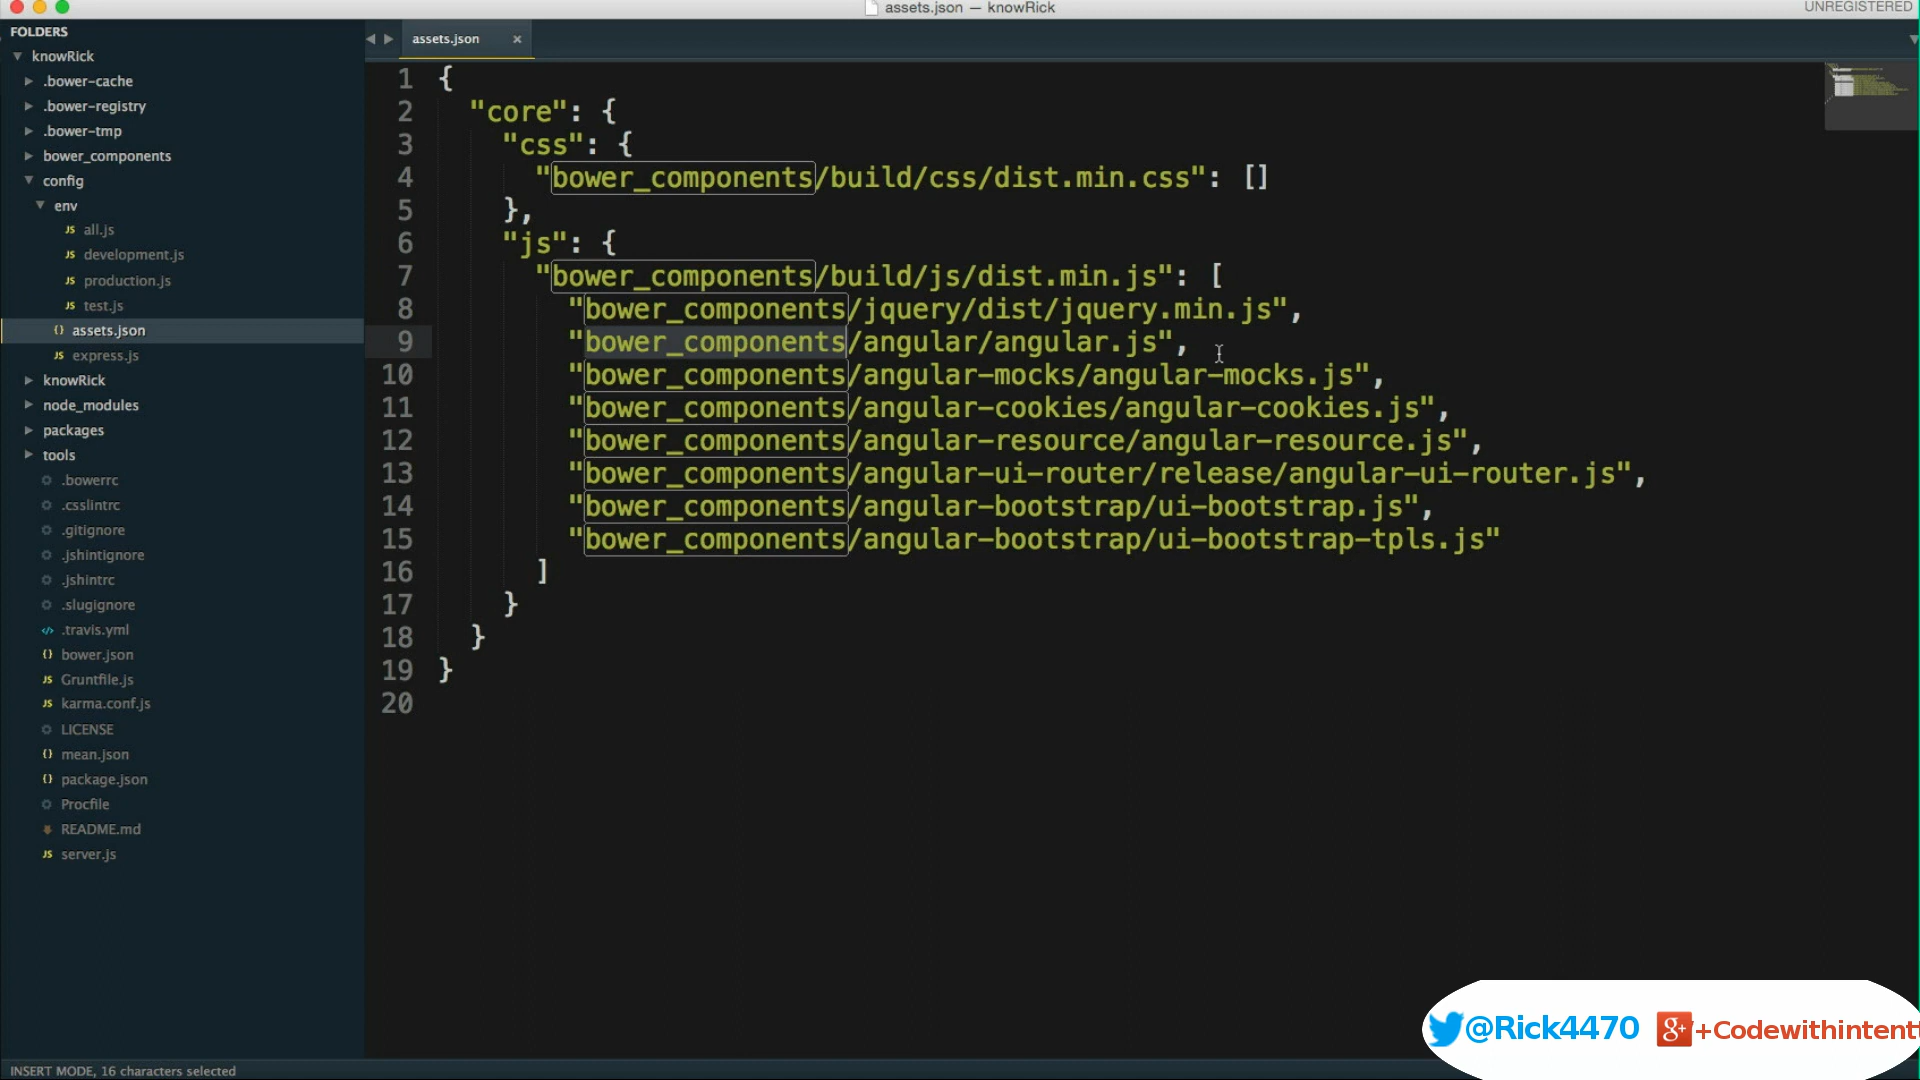 assets.json — knowRick
UNREGISTERED
FOLDERS
knowRick
.bower-cache
.bower-registry
.bower-tmp
bower_components
config
env
all.js
development.js
production.js
test.js
assets.json
express.js
knowRick
node_modules
packages
tools
.bowerrc
.csslintrc
.gitignore
.jshintignore
.jshintrc
.slugignore
.travis.yml
bower.json
Gruntfile.js
karma.conf.js
LICENSE
mean.json
package.json
Procfile
README.md
server.js
assets.json ×
1 {
2 "core": {
3 "css": {
4 "bower_components/build/css/dist.min.css": []
5 },
6 "js": {
7 "bower_components/build/js/dist.min.js": [
8 "bower_components/jquery/dist/jquery.min.js",
9 "bower_components/angular/angular.js",
10 "bower_components/angular-mocks/angular-mocks.js",
11 "bower_components/angular-cookies/angular-cookies.js",
12 "bower_components/angular-resource/angular-resource.js",
13 "bower_components/angular-ui-router/release/angular-ui-router.js",
14 "bower_components/angular-bootstrap/ui-bootstrap.js",
15 "bower_components/angular-bootstrap/ui-bootstrap-tpls.js"
16 ]
17 }
18 }
19 }
20
@Rick4470 g+ +Codewithintent
INSERT MODE, 16 characters selected